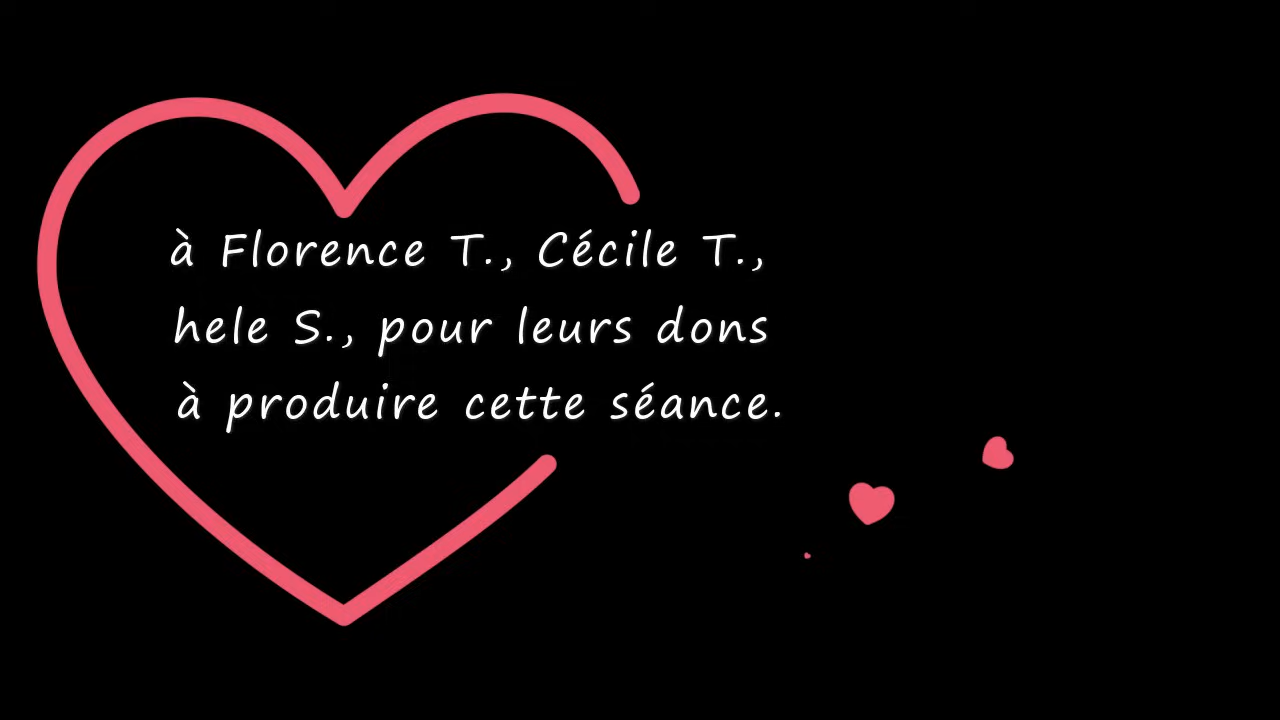 à Florence T., Cécile T.,
hele S., pour leurs dons
à produire cette séance.